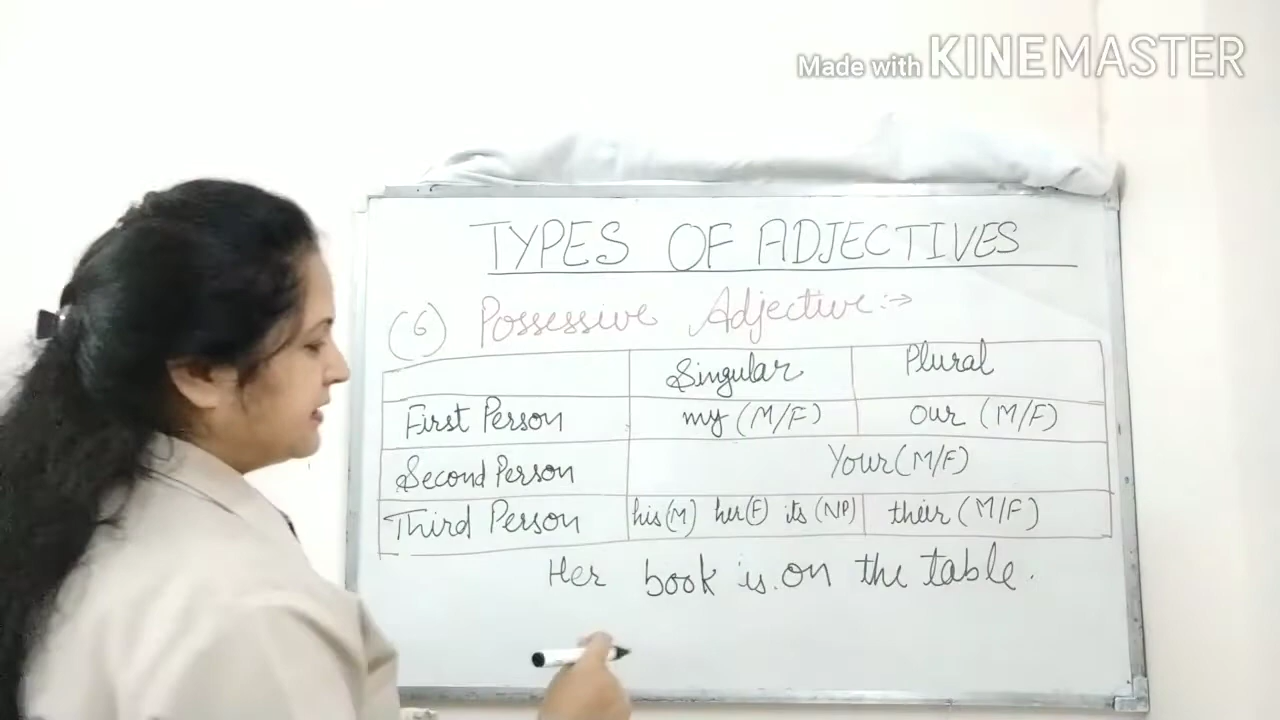 Made with KINEMASTER
TYPES OF ADJECTIVES
(6) Possessive Adjective:→
Singular Plural
First Person my (M/F) our (M/F)
Second Person Your (M/F)
Third Person his (M) her (F) its (NP) their (M/F)
Her book is on the table.